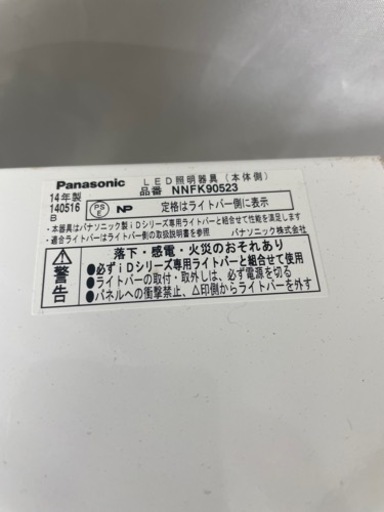 Panasonic LED照明器具(本体側)
14年製 品番 NNFK90523
140516 PSE NP 定格はライトバー側に表示
B
・本器具はパナソニック製iDシリーズ専用ライトバーと組合せて性能を満足します
・適合ライトバーはライトバー側の取扱説明書を参照 パナソニック株式会社
警告 落下・感電・火災のおそれあり
●必ずiDシリーズ専用ライトバーと組合せて使用
●ライトバーの取付・取外しは、必ず電源を切る
●パネルへの衝撃禁止、△印側からライトバーを外す